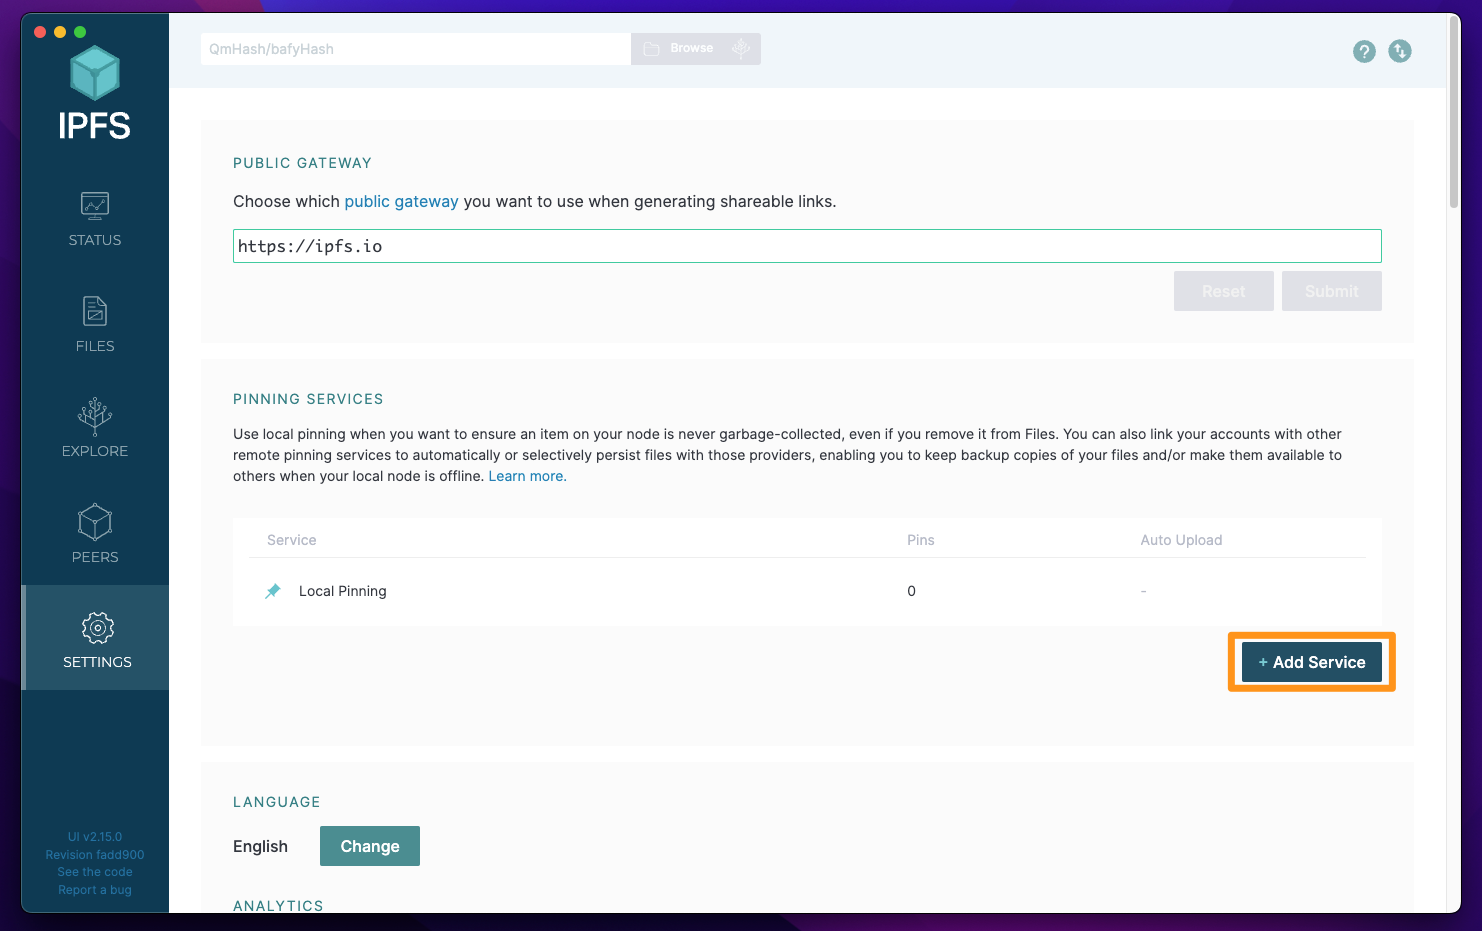 IPFS
STATUS
FILES
EXPLORE
PEERS
SETTINGS
UI v2.15.0
Revision fadd900
See the code
Report a bug
QmHash/bafyHash
Browse
?
PUBLIC GATEWAY
Choose which public gateway you want to use when generating shareable links.
https://ipfs.io
Reset
Submit
PINNING SERVICES
Use local pinning when you want to ensure an item on your node is never garbage-collected, even if you remove it from Files. You can also link your accounts with other
remote pinning services to automatically or selectively persist files with those providers, enabling you to keep backup copies of your files and/or make them available to
others when your local node is offline. Learn more.
Service Pins Auto Upload
Local Pinning 0 -
+ Add Service
LANGUAGE
English Change
ANALYTICS